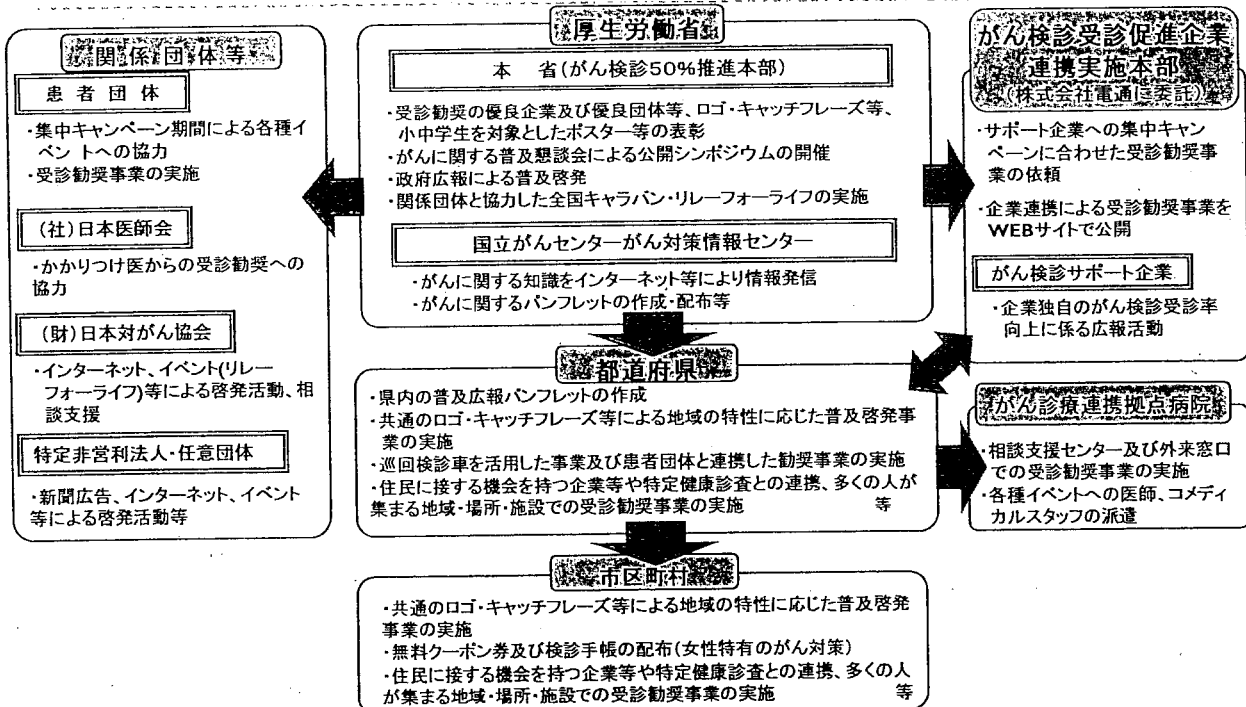 関係団体等
患者団体
・集中キャンペーン期間による各種イ
ベントへの協力
・受診勧奨事業の実施
(社)日本医師会
・かかりつけ医からの受診勧奨への
協力
(財)日本対がん協会
・インターネット、イベント(リレー
フォーライフ)等による啓発活動、相
談支援
特定非営利法人・任意団体
・新聞広告、インターネット、イベント
等による啓発活動等
厚生労働省
本 省(がん検診50%推進本部)
・受診勧奨の優良企業及び優良団体等、ロゴ・キャッチフレーズ等、
小中学生を対象としたポスター等の表彰
・がんに関する普及懇談会による公開シンポジウムの開催
・政府広報による普及啓発
・関係団体と協力した全国キャラバン・リレーフォーライフの実施
国立がんセンターがん対策情報センター
・がんに関する知識をインターネット等により情報発信
・がんに関するパンフレットの作成・配布等
都道府県
・県内の普及広報パンフレットの作成
・共通のロゴ・キャッチフレーズ等による地域の特性に応じた普及啓発事
業の実施
・巡回検診車を活用した事業及び患者団体と連携した勧奨事業の実施
・住民に接する機会を持つ企業等や特定健康診査との連携、多くの人が
集まる地域・場所・施設での受診勧奨事業の実施 等
市区町村
・共通のロゴ・キャッチフレーズ等による地域の特性に応じた普及啓発
事業の実施
・無料クーポン券及び検診手帳の配布(女性特有のがん対策)
・住民に接する機会を持つ企業等や特定健康診査との連携、多くの人
が集まる地域・場所・施設での受診勧奨事業の実施 等
がん検診受診促進企業
連携実施本部
(株式会社電通に委託)
・サポート企業への集中キャン
ペーンに合わせた受診勧奨事
業の依頼
・企業連携による受診勧奨事業を
WEBサイトで公開
がん検診サポート企業
・企業独自のがん検診受診率
向上に係る広報活動
がん診療連携拠点病院
・相談支援センター及び外来窓口
での受診勧奨事業の実施
・各種イベントへの医師、コメディ
カルスタッフの派遣